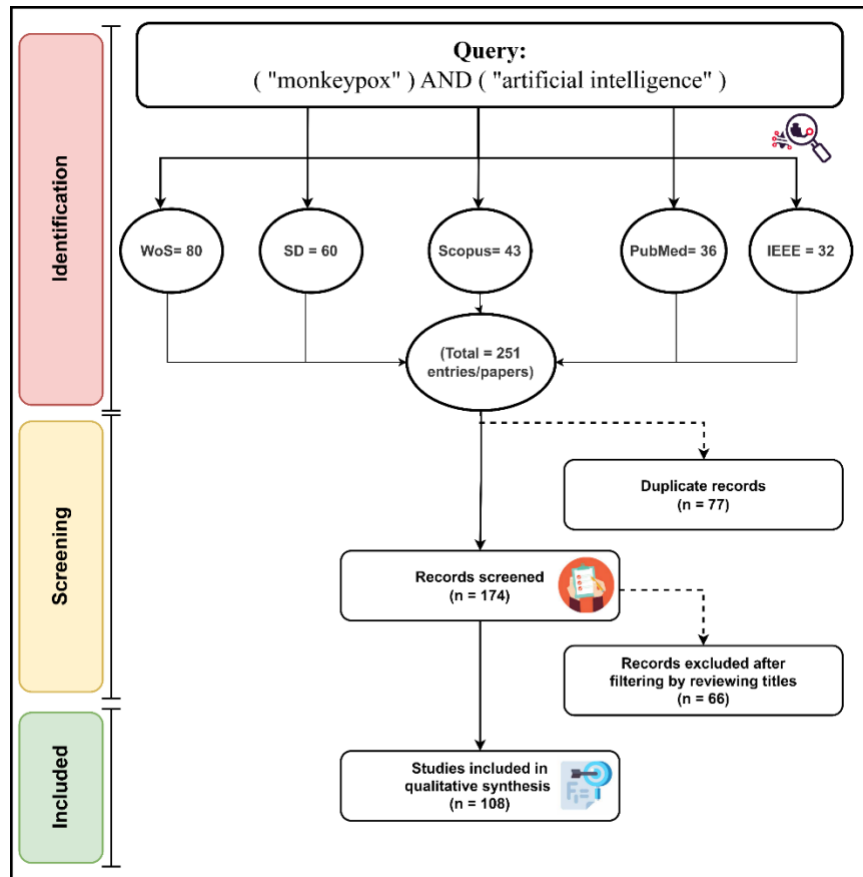 Query:
( "monkeypox" ) AND ( "artificial intelligence" )
Identification
WoS= 80
SD = 60
Scopus= 43
PubMed= 36
IEEE = 32
(Total = 251
entries/papers)
Duplicate records
(n = 77)
Screening
Records screened
(n = 174)
Records excluded after
filtering by reviewing titles
(n = 66)
Included
Studies included in
qualitative synthesis
(n = 108)